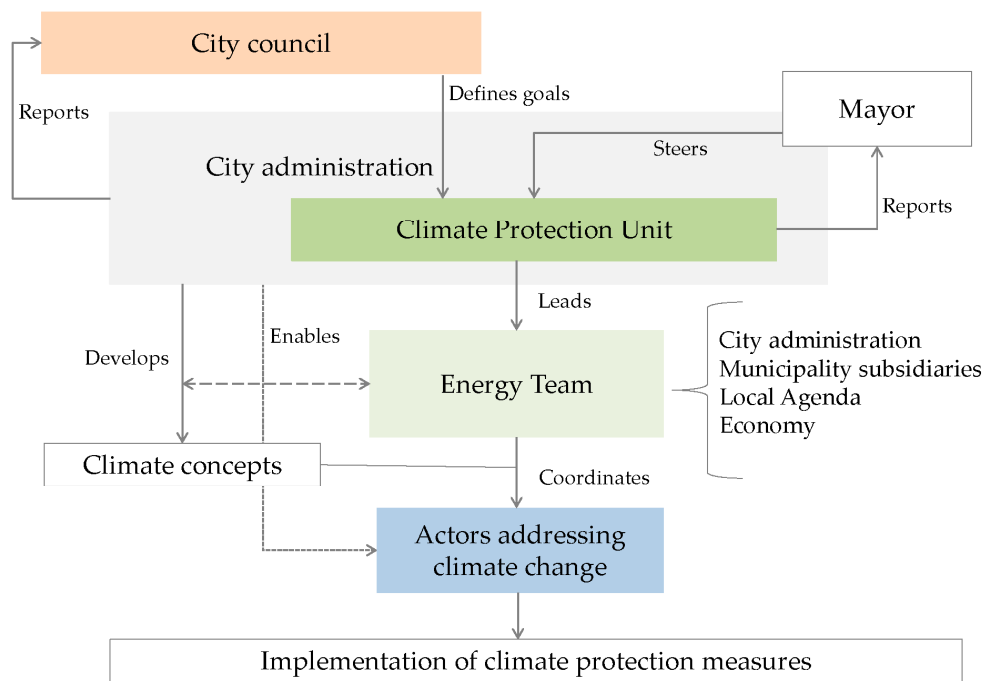 City council
Reports
Defines goals
Mayor
Steers
City administration
Reports
Climate Protection Unit
Leads
Enables
Develops
City administration
Municipality subsidiaries
Local Agenda
Economy
Energy Team
Climate concepts
Coordinates
Actors addressing
climate change
Implementation of climate protection measures